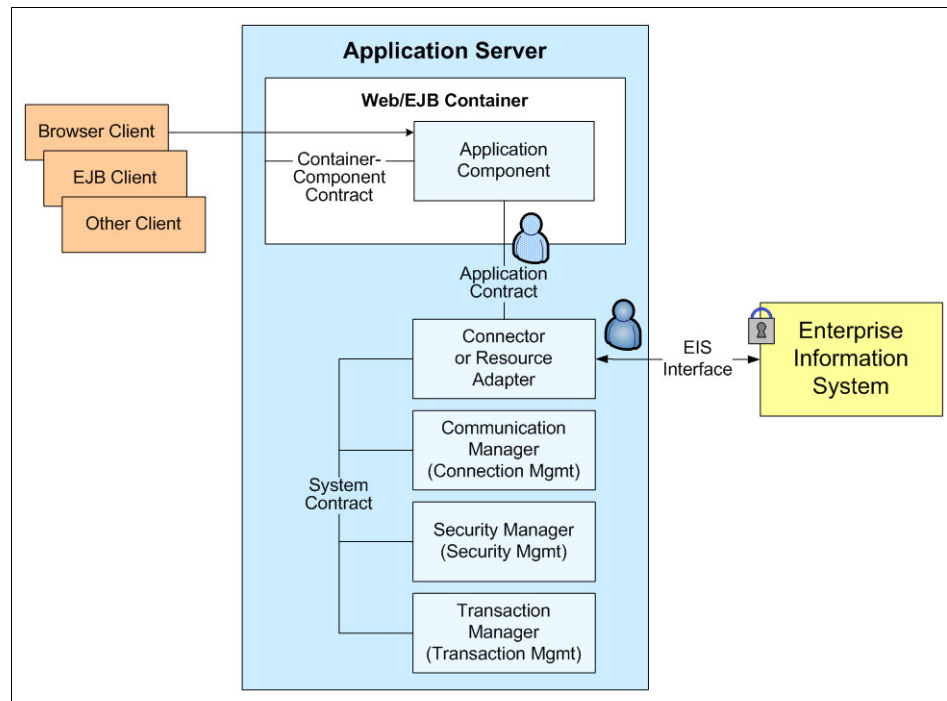 Application Server
Web/EJB Container
Browser Client
EJB Client
Other Client
Container-
Component
Contract
Application
Component
Application
Contract
Connector
or Resource
Adapter
EIS
Interface
Enterprise
Information
System
Communication
Manager
(Connection Mgmt)
System
Contract
Security Manager
(Security Mgmt)
Transaction
Manager
(Transaction Mgmt)